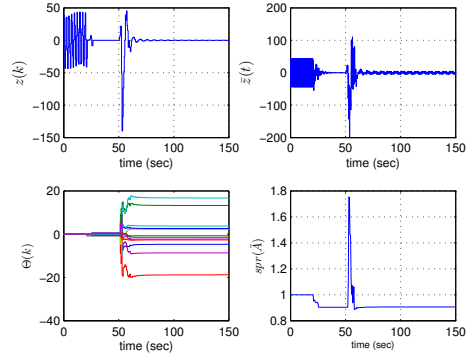 50
0
−50
−100
−150
z(k)
0 50 100 150
time (sec)
200
100
0
−100
−200
z̄(t)
0 50 100 150
time (sec)
20
0
−20
−40
Θ(k)
0 50 100 150
time (sec)
1.8
1.6
1.4
1.2
1
0.8
spr(Ã)
0 50 100 150
time (sec)